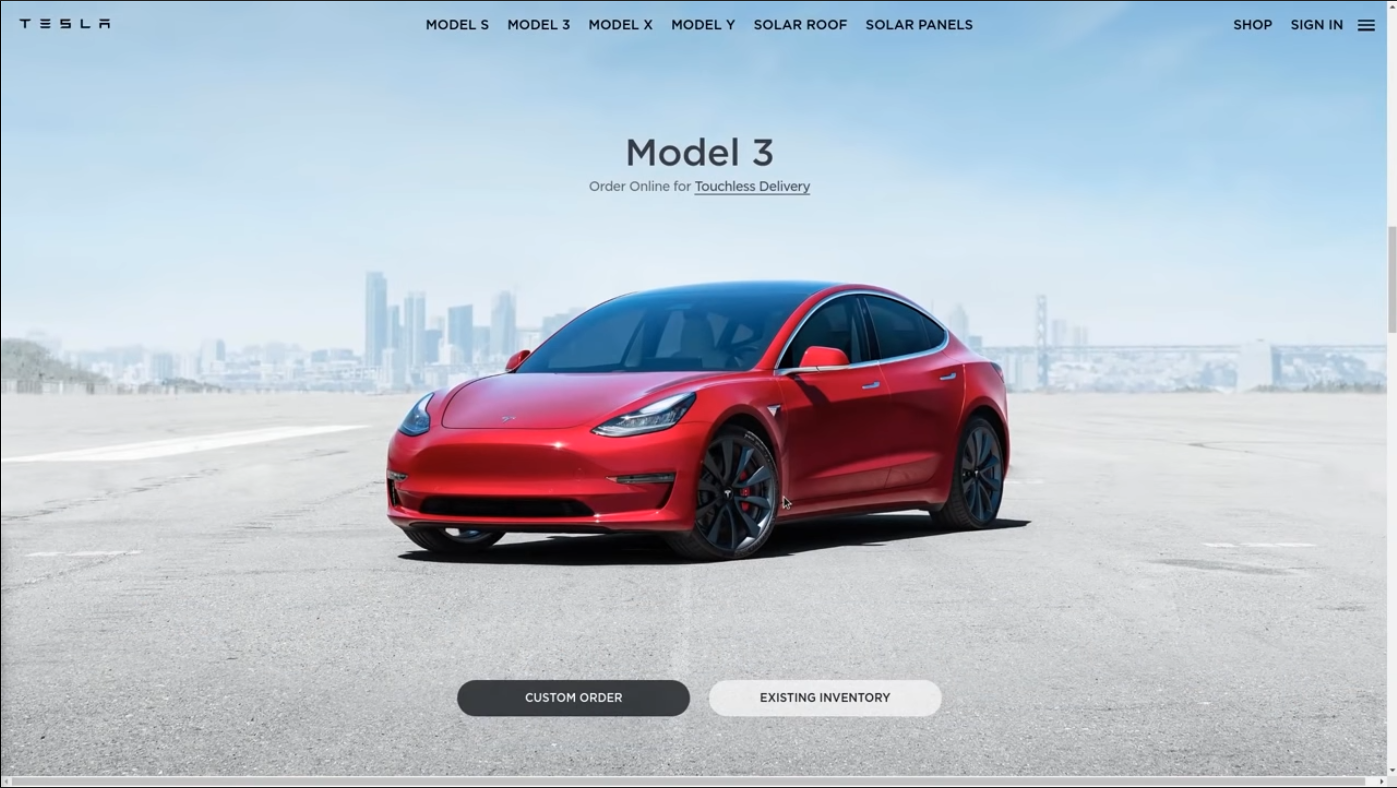 TESLA
MODEL S MODEL 3 MODEL X MODEL Y SOLAR ROOF SOLAR PANELS
SHOP SIGN IN
Model 3
Order Online for Touchless Delivery
CUSTOM ORDER
EXISTING INVENTORY